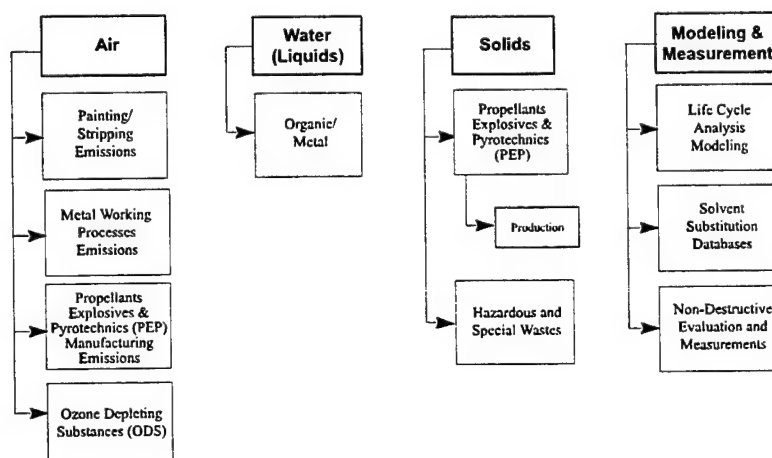 Air
Painting/
Stripping
Emissions
Metal Working
Processes
Emissions
Propellants
Explosives &
Pyrotechnics (PEP)
Manufacturing
Emissions
Ozone Depleting
Substances (ODS)
Water
(Liquids)
Organic/
Metal
Solids
Propellants
Explosives &
Pyrotechnics (PEP)
Production
Hazardous and
Special Wastes
Modeling &
Measurement
Life Cycle
Analysis
Modeling
Solvent
Substitution
Databases
Non-Destructive
Evaluation and
Measurements